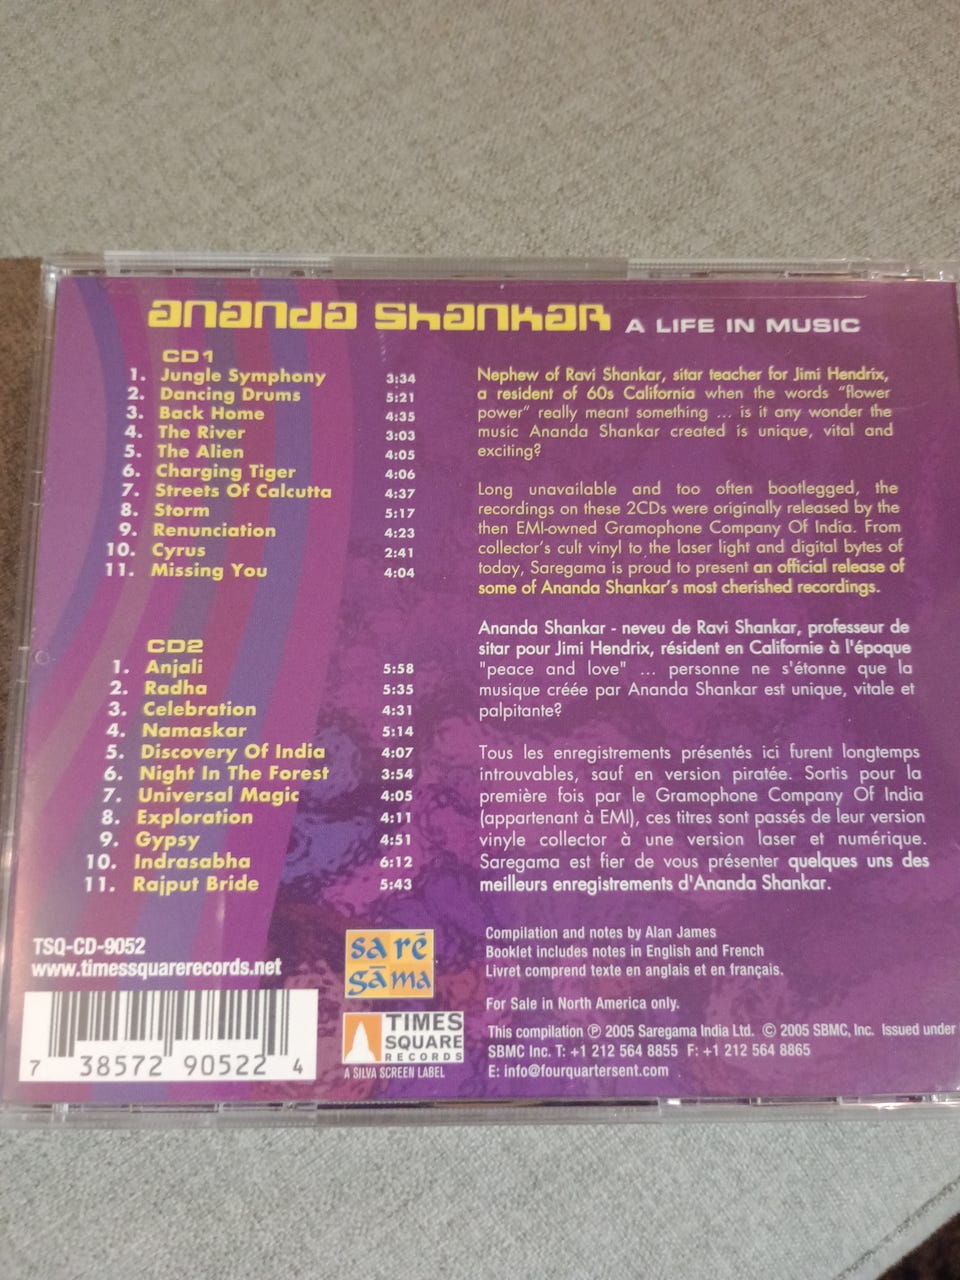 ananda shankar A LIFE IN MUSIC
CD1
1. Jungle Symphony 3:34
2. Dancing Drums 5:21
3. Back Home 4:35
4. The River 3:03
5. The Alien 4:05
6. Charging Tiger 4:06
7. Streets Of Calcutta 4:37
8. Storm 5:17
9. Renunciation 4:23
10. Cyrus 2:41
11. Missing You 4:04
CD2
1. Anjali 5:58
2. Radha 5:35
3. Celebration 4:31
4. Namaskar 5:14
5. Discovery Of India 4:07
6. Night In The Forest 3:54
7. Universal Magic 4:05
8. Exploration 4:11
9. Gypsy 4:51
10. Indrasabha 6:12
11. Rajput Bride 5:43
Nephew of Ravi Shankar, sitar teacher for Jimi Hendrix,
a resident of 60s California when the words "flower
power" really meant something ... is it any wonder the
music Ananda Shankar created is unique, vital and
exciting?
Long unavailable and too often bootlegged, the
recordings on these 2CDs were originally released by the
then EMI-owned Gramophone Company Of India. From
collector's cult vinyl to the laser light and digital bytes of
today, Saregama is proud to present an official release of
some of Ananda Shankar's most cherished recordings.
Ananda Shankar - neveu de Ravi Shankar, professeur de
sitar pour Jimi Hendrix, résident en Californie à l'époque
"peace and love" ... personne ne s'étonne que la
musique créée par Ananda Shankar est unique, vitale et
palpitante?
Tous les enregistrements présentés ici furent longtemps
introuvables, sauf en version piratée. Sortis pour la
première fois par le Gramophone Company Of India
(appartenant à EMI), ces titres sont passés de leur version
vinyle collector à une version laser et numérique.
Saregama est fier de vous présenter quelques uns des
meilleurs enregistrements d'Ananda Shankar.
TSQ-CD-9052
www.timessquarerecords.net
7 38572 90522 4
sa rē
gāma
TIMES
SQUARE
RECORDS
A SILVA SCREEN LABEL
Compilation and notes by Alan James
Booklet includes notes in English and French
Livret comprend texte en anglais et en français.
For Sale in North America only.
This compilation ℗ 2005 Saregama India Ltd. © 2005 SBMC, Inc. Issued under
SBMC Inc. T: +1 212 564 8855 F: +1 212 564 8865
E: info@fourquartersent.com